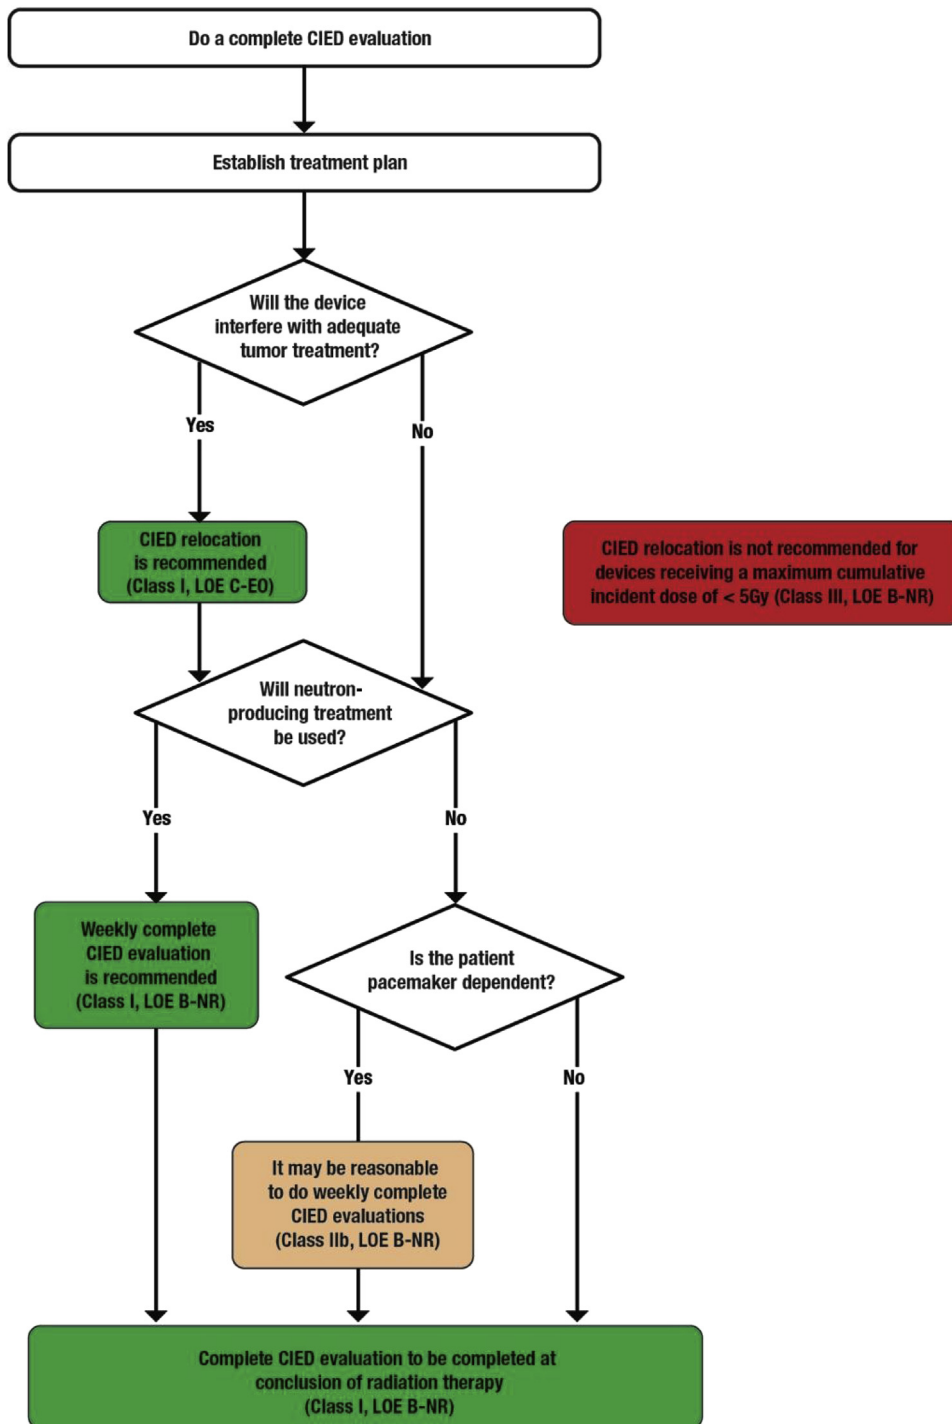 Do a complete CIED evaluation
Establish treatment plan
Will the device
interfere with adequate
tumor treatment?
Yes
No
CIED relocation
is recommended
(Class I, LOE C-EO)
CIED relocation is not recommended for
devices receiving a maximum cumulative
incident dose of < 5Gy (Class III, LOE B-NR)
Will neutron-
producing treatment
be used?
Yes
No
Weekly complete
CIED evaluation
is recommended
(Class I, LOE B-NR)
Is the patient
pacemaker dependent?
Yes
No
It may be reasonable
to do weekly complete
CIED evaluations
(Class IIb, LOE B-NR)
Complete CIED evaluation to be completed at
conclusion of radiation therapy
(Class I, LOE B-NR)